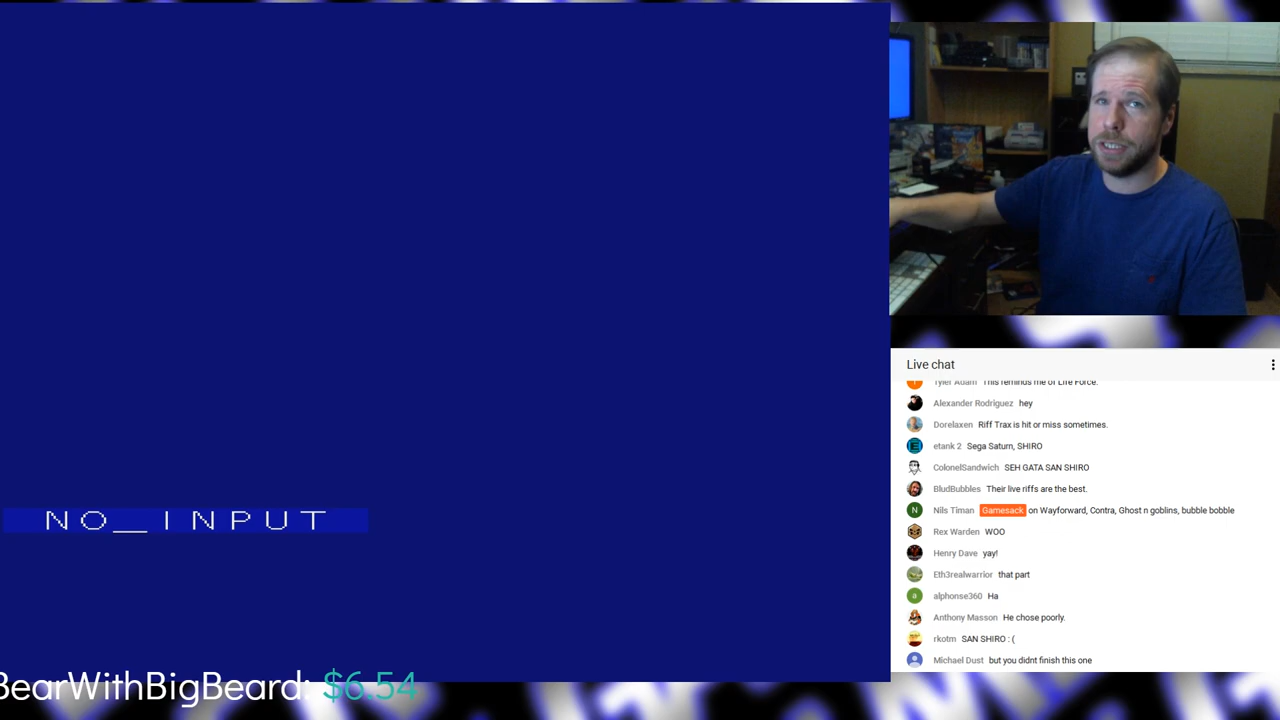 NO_INPUT
BearWithBigBeard: $6.54
Live chat
Tyler Adam This reminds me of Life Force.
Alexander Rodriguez hey
Dorelaxen Riff Trax is hit or miss sometimes.
etank 2 Sega Saturn, SHIRO
ColonelSandwich SEH GATA SAN SHIRO
BludBubbles Their live riffs are the best.
N Nils Timan Gamesack on Wayforward, Contra, Ghost n goblins, bubble bobble
Rex Warden WOO
Henry Dave yay!
Eth3realwarrior that part
a alphonse360 Ha
Anthony Masson He chose poorly.
rkotm SAN SHIRO : (
Michael Dust but you didnt finish this one